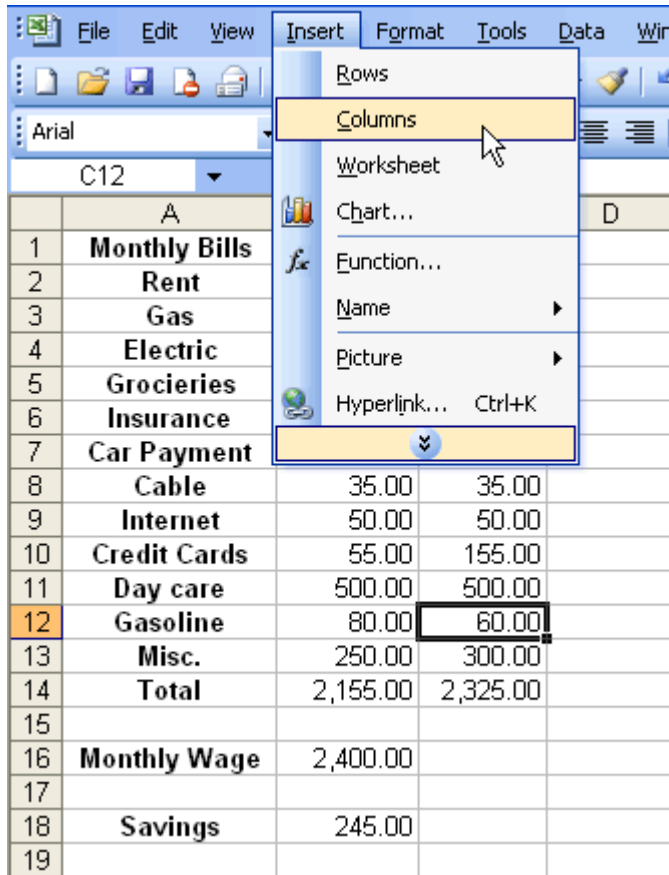 File Edit View Insert Format Tools Data Win
Arial
C12
Rows
Columns
Worksheet
Chart...
fx Function...
Name
Picture
Hyperlink... Ctrl+K
A D
1 Monthly Bills
2 Rent
3 Gas
4 Electric
5 Grocieries
6 Insurance
7 Car Payment
8 Cable 35.00 35.00
9 Internet 50.00 50.00
10 Credit Cards 55.00 155.00
11 Day care 500.00 500.00
12 Gasoline 80.00 60.00
13 Misc. 250.00 300.00
14 Total 2,155.00 2,325.00
15
16 Monthly Wage 2,400.00
17
18 Savings 245.00
19